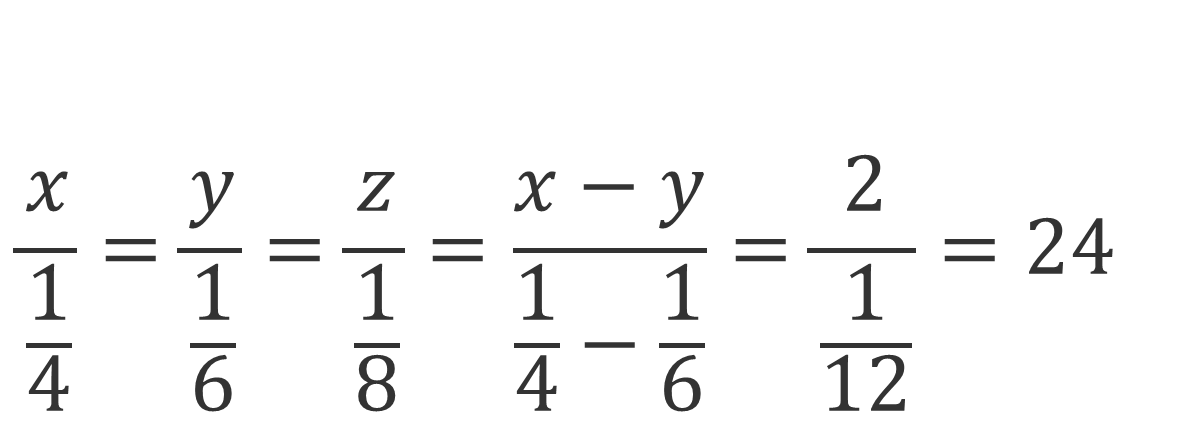 x/(1/4) = y/(1/6) = z/(1/8) = (x − y)/(1/4 − 1/6) = 2/(1/12) = 24